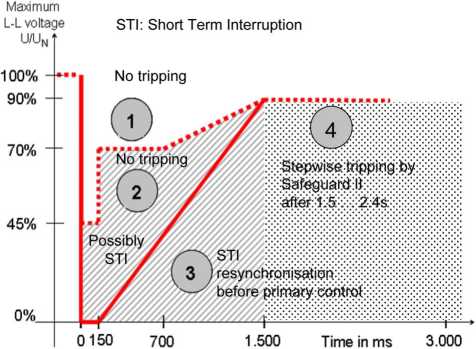 Maximum
L-L voltage
U/UN
STI: Short Term Interruption
100%
No tripping
90%
1
4
70%
No tripping
2
Stepwise tripping by
Safeguard II
after 1.5 . . 2.4s
45%
Possibly
STI
3
STI
resynchronisation
before primary control
0%
0 150 700 1.500 Time in ms 3.000